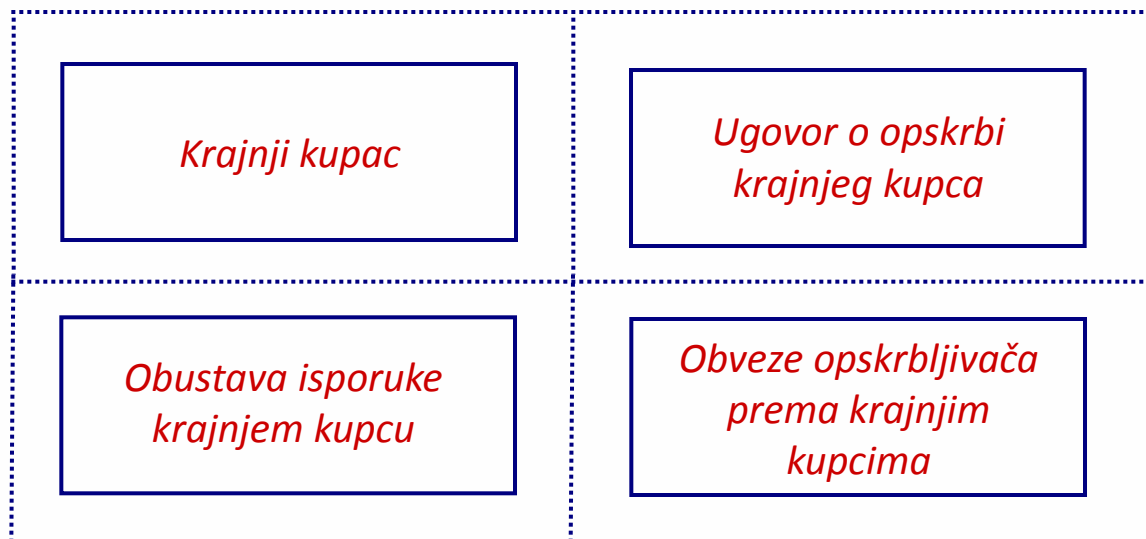 Krajnji kupac
Ugovor o opskrbi
krajnjeg kupca
Obustava isporuke
krajnjem kupcu
Obveze opskrbljivača
prema krajnjim
kupcima